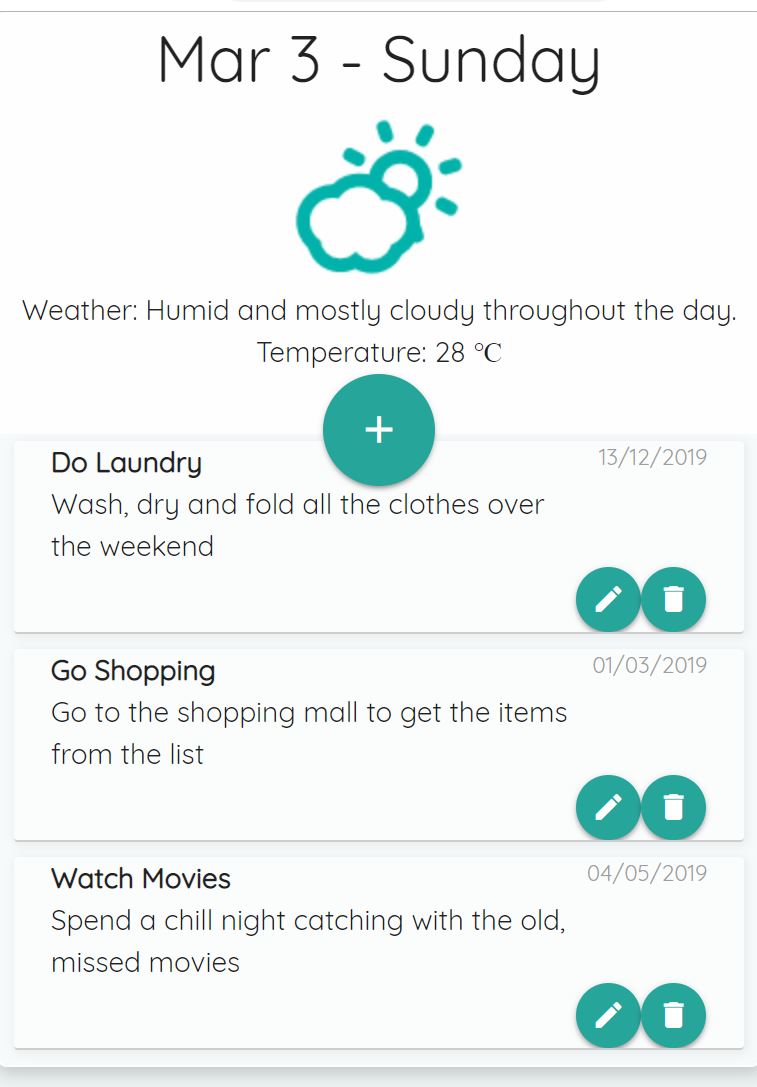 Mar 3 - Sunday
Weather: Humid and mostly cloudy throughout the day.
Temperature: 28 ℃
+
Do Laundry
13/12/2019
Wash, dry and fold all the clothes over
the weekend
Go Shopping
01/03/2019
Go to the shopping mall to get the items
from the list
Watch Movies
04/05/2019
Spend a chill night catching with the old,
missed movies